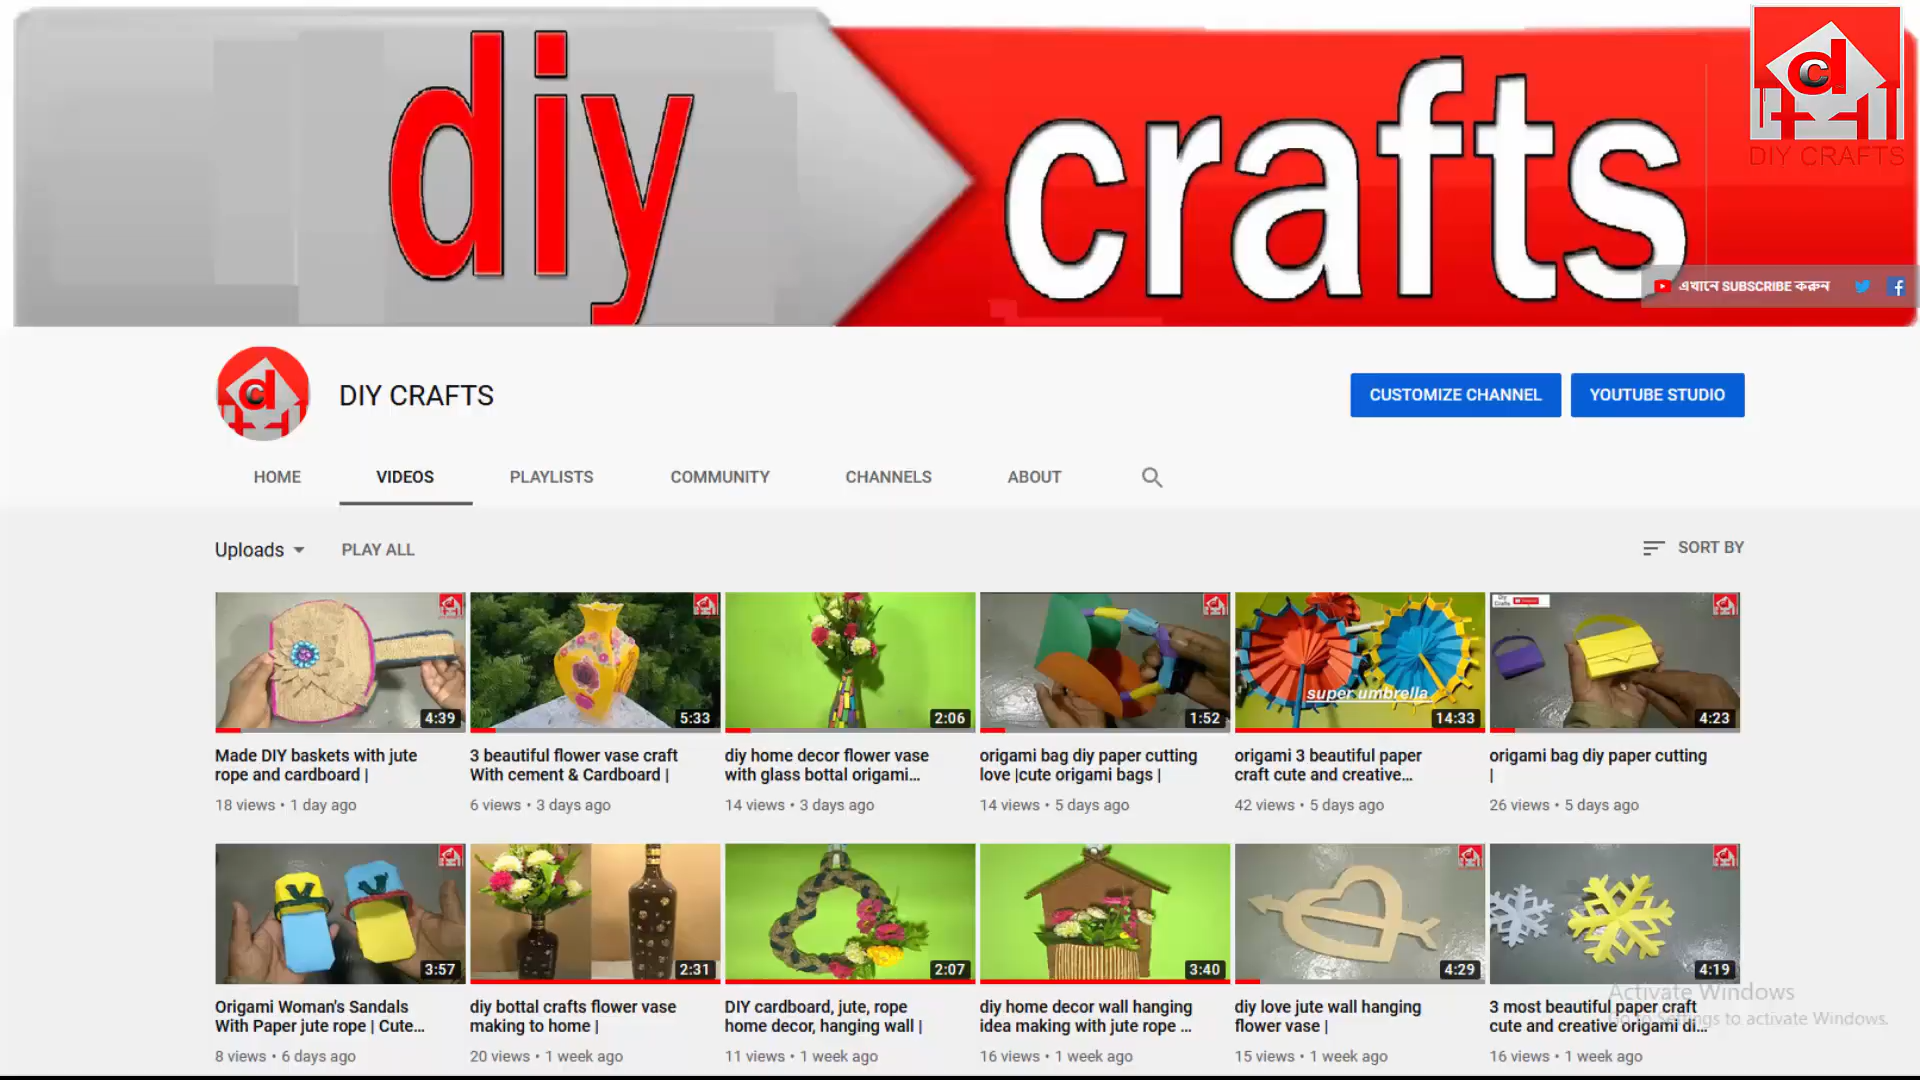 diy crafts
DIY CRAFTS
এখানে SUBSCRIBE করুন
DIY CRAFTS
CUSTOMIZE CHANNEL
YOUTUBE STUDIO
HOME
VIDEOS
PLAYLISTS
COMMUNITY
CHANNELS
ABOUT
Uploads
PLAY ALL
SORT BY
4:39
5:33
2:06
1:52
super umbrella
14:33
Diy
Crafts
4:23
Made DIY baskets with jute
rope and cardboard |
18 views • 1 day ago
3 beautiful flower vase craft
With cement & Cardboard |
6 views • 3 days ago
diy home decor flower vase
with glass bottal origami...
14 views • 3 days ago
origami bag diy paper cutting
love |cute origami bags |
14 views • 5 days ago
origami 3 beautiful paper
craft cute and creative...
42 views • 5 days ago
origami bag diy paper cutting
|
26 views • 5 days ago
3:57
2:31
2:07
3:40
4:29
4:19
Origami Woman's Sandals
With Paper jute rope | Cute...
8 views • 6 days ago
diy bottal crafts flower vase
making to home |
20 views • 1 week ago
DIY cardboard, jute, rope
home decor, hanging wall |
11 views • 1 week ago
diy home decor wall hanging
idea making with jute rope ...
16 views • 1 week ago
diy love jute wall hanging
flower vase |
15 views • 1 week ago
3 most beautiful paper craft
cute and creative origami di...
16 views • 1 week ago
Activate Windows
Go to Settings to activate Windows.